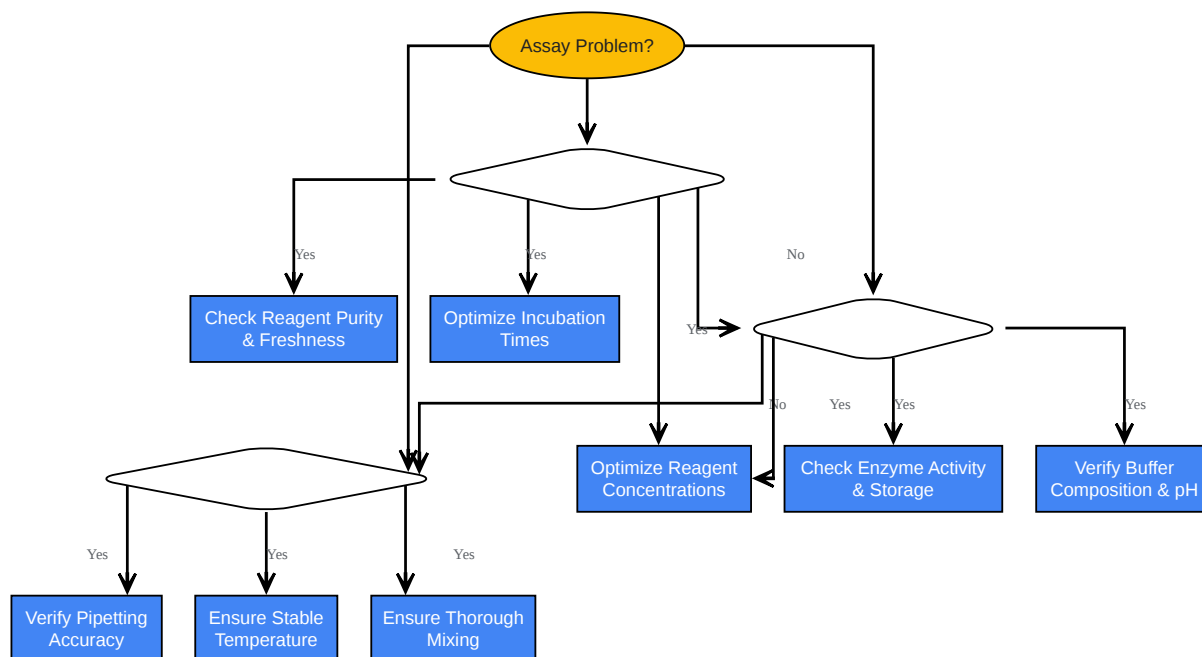 Assay Problem?
Yes
Yes
No
Check Reagent Purity
& Freshness
Optimize Incubation
Times
Yes
No
Yes
Yes
Yes
Optimize Reagent
Concentrations
Check Enzyme Activity
& Storage
Verify Buffer
Composition & pH
Yes
Yes
Yes
Verify Pipetting
Accuracy
Ensure Stable
Temperature
Ensure Thorough
Mixing